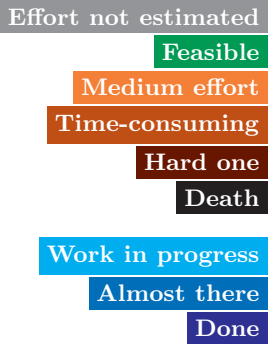 Effort not estimated
Feasible
Medium effort
Time-consuming
Hard one
Death
Work in progress
Almost there
Done